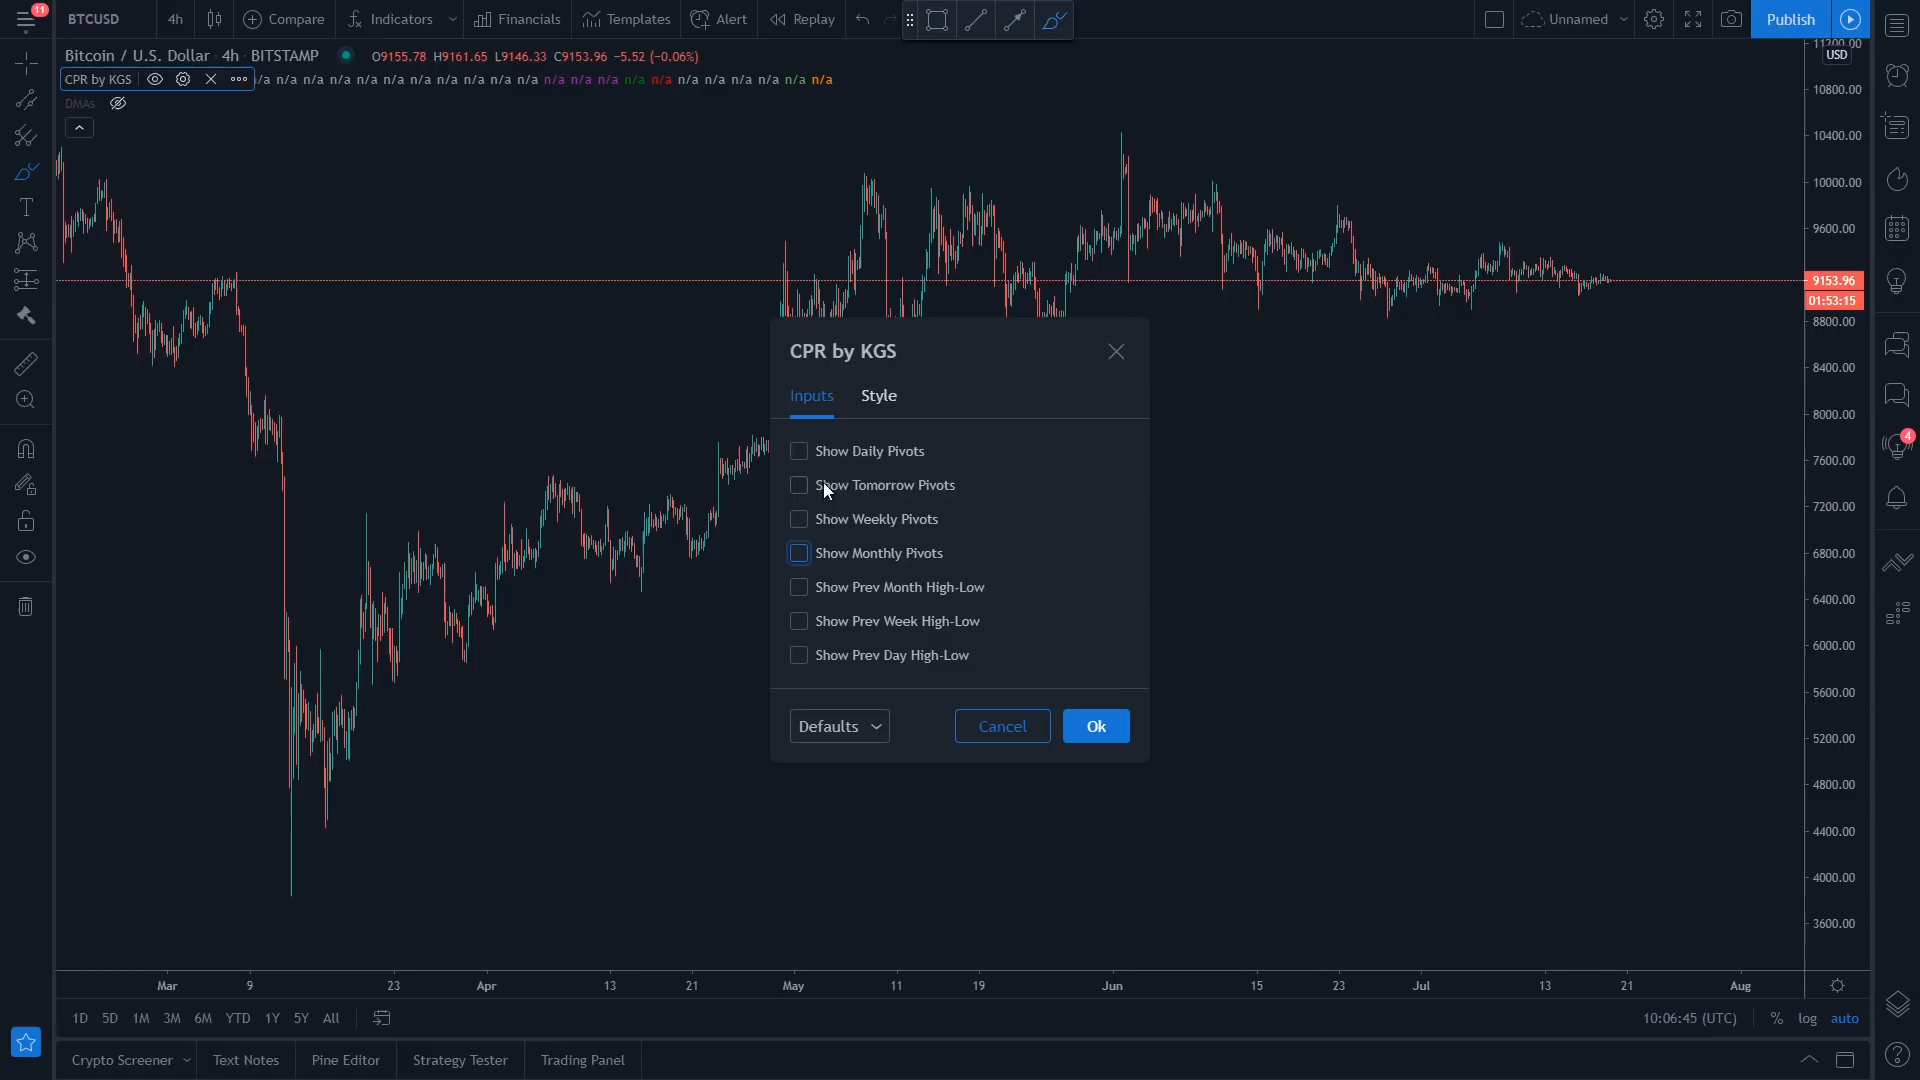 11
BTCUSD 4h Compare Indicators Financials Templates Alert Replay Unnamed Publish
Bitcoin / U.S. Dollar · 4h · BITSTAMP O9155.78 H9161.65 L9146.33 C9153.96 −5.52 (−0.06%)
CPR by KGS n/a n/a n/a n/a n/a n/a n/a n/a n/a n/a n/a n/a n/a n/a n/a n/a n/a n/a n/a n/a n/a
DMAs
11200.00
USD
10800.00
10400.00
10000.00
9600.00
9153.96
01:53:15
8800.00
8400.00
8000.00
7600.00
7200.00
6800.00
6400.00
6000.00
5600.00
5200.00
4800.00
4400.00
4000.00
3600.00
4
CPR by KGS
Inputs Style
Show Daily Pivots
Show Tomorrow Pivots
Show Weekly Pivots
Show Monthly Pivots
Show Prev Month High-Low
Show Prev Week High-Low
Show Prev Day High-Low
Defaults Cancel Ok
Mar 9 23 Apr 13 21 May 11 19 Jun 15 23 Jul 13 21 Aug
1D 5D 1M 3M 6M YTD 1Y 5Y All 10:06:45 (UTC) % log auto
Crypto Screener Text Notes Pine Editor Strategy Tester Trading Panel